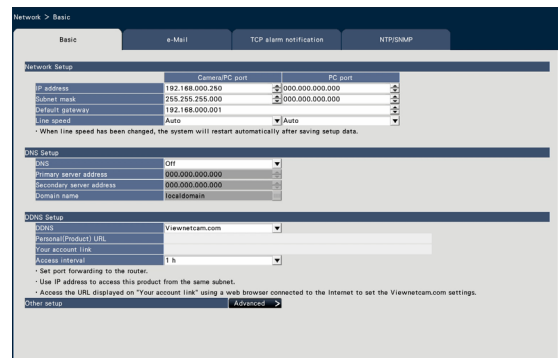 Network > Basic
Basic e-Mail TCP alarm notification NTP/SNMP
Network Setup
Camera/PC port PC port
IP address 192.168.000.250 000.000.000.000
Subnet mask 255.255.255.000 000.000.000.000
Default gateway 192.168.000.001
Line speed Auto Auto
・When line speed has been changed, the system will restart automatically after saving setup data.
DNS Setup
DNS Off
Primary server address 000.000.000.000
Secondary server address 000.000.000.000
Domain name localdomain
DDNS Setup
DDNS Viewnetcam.com
Personal(Product) URL
Your account link
Access interval 1 h
・Set port forwarding to the router.
・Use IP address to access this product from the same subnet.
・Access the URL displayed on "Your account link" using a web browser connected to the Internet to set the Viewnetcam.com settings.
Other setup Advanced >